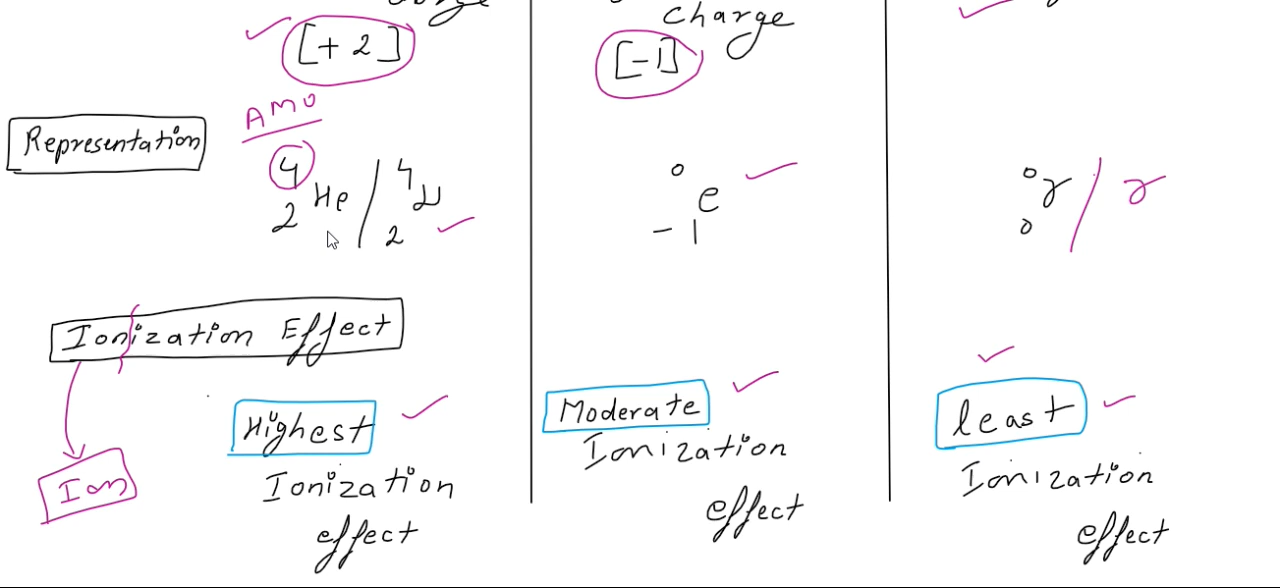 charge
[+2]
[-1]
AMU
Representation
4
2 He / 4
2 α
0
-1 e
0
0 γ / γ
Ionization Effect
Ion
Highest
Ionization
effect
Moderate
Ionization
effect
least
Ionization
effect